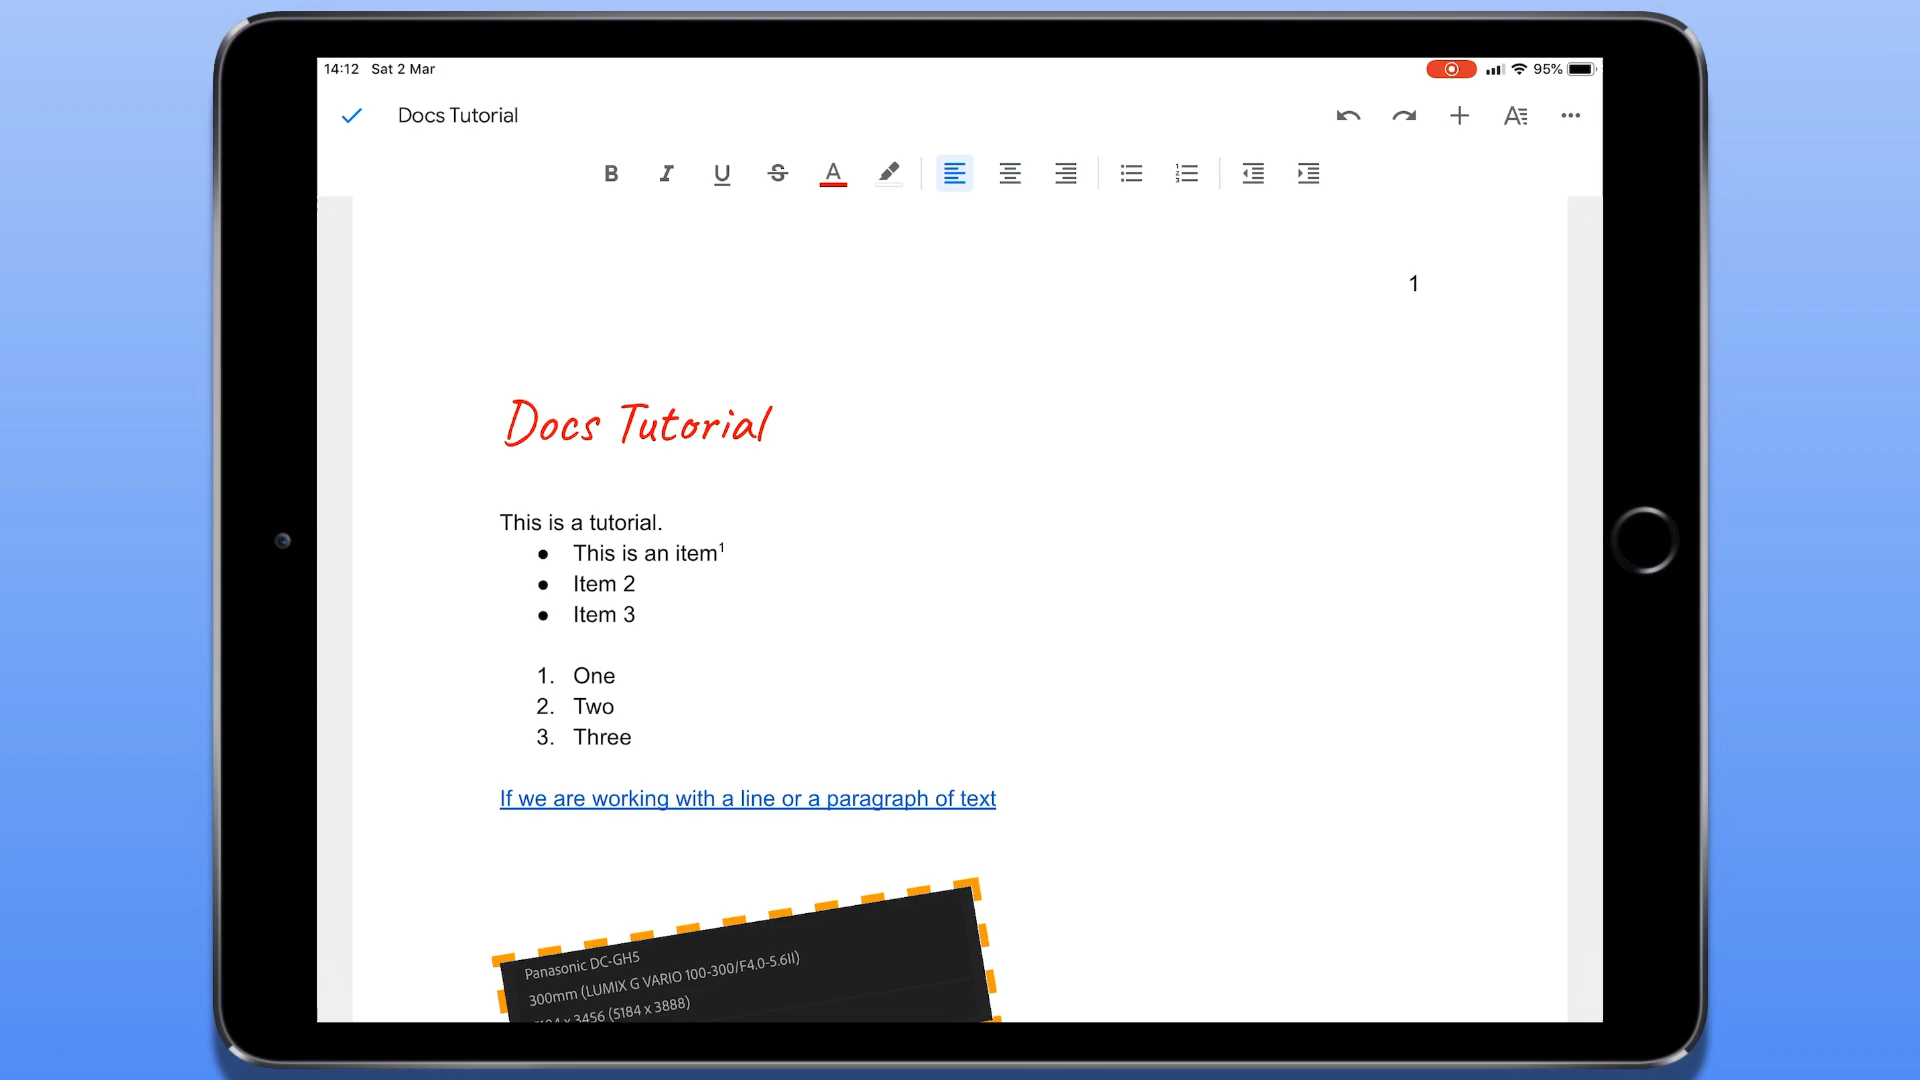 14:12 Sat 2 Mar 95%
Docs Tutorial
1
Docs Tutorial
This is a tutorial.
● This is an item¹
● Item 2
● Item 3
1. One
2. Two
3. Three
If we are working with a line or a paragraph of text
Panasonic DC-GH5
300mm (LUMIX G VARIO 100-300/F4.0-5.6II)
x 3456 (5184 x 3888)